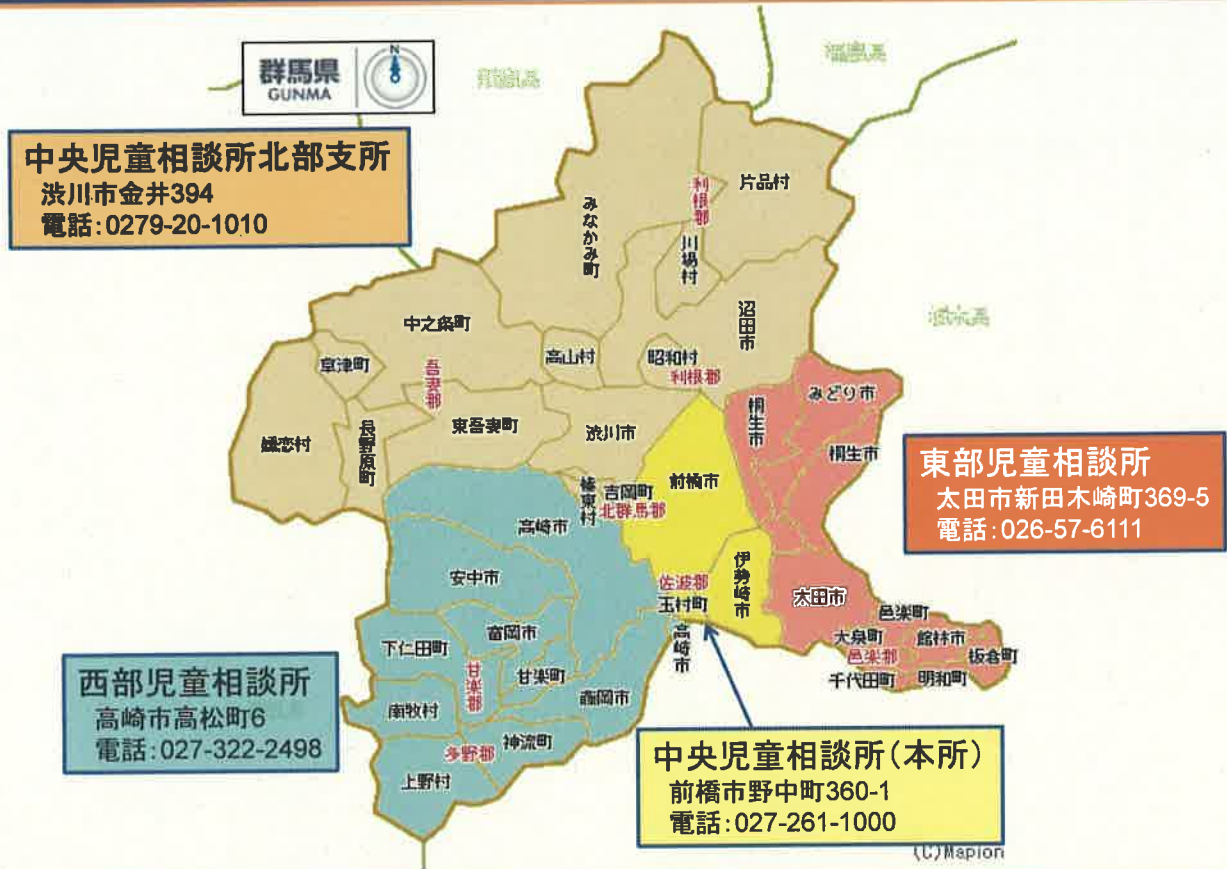 群馬県
GUNMA
N
中央児童相談所北部支所
渋川市金井394
電話:0279-20-1010
片品村
利根郡
みなかみ町
川場村
沼田市
中之条町
高山村
昭和村
利根郡
草津町
吾妻郡
みどり市
桐生市
東吾妻町
渋川市
嬬恋村
長野原町
桐生市
前橋市
榛東村
吉岡町
北群馬郡
高崎市
東部児童相談所
太田市新田木崎町369-5
電話:026-57-6111
安中市
伊勢崎市
佐波郡
玉村町
太田市
邑楽町
高崎市
大泉町
館林市
邑楽郡
板倉町
千代田町
明和町
富岡市
下仁田町
甘楽郡
甘楽町
藤岡市
西部児童相談所
高崎市高松町6
電話:027-322-2498
南牧村
神流町
多野郡
上野村
中央児童相談所(本所)
前橋市野中町360-1
電話:027-261-1000
(C)Mapion